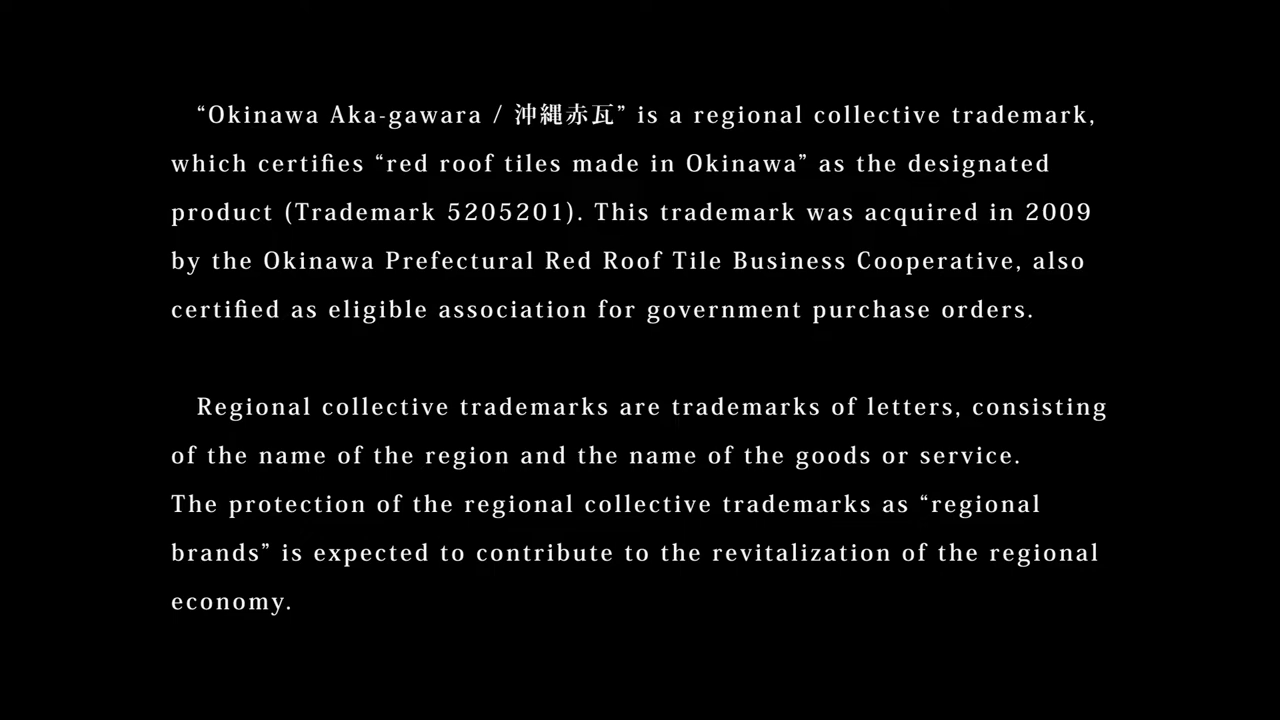 “Okinawa Aka-gawara / 沖縄赤瓦” is a regional collective trademark,
which certifies “red roof tiles made in Okinawa” as the designated
product (Trademark 5205201). This trademark was acquired in 2009
by the Okinawa Prefectural Red Roof Tile Business Cooperative, also
certified as eligible association for government purchase orders.
Regional collective trademarks are trademarks of letters, consisting
of the name of the region and the name of the goods or service.
The protection of the regional collective trademarks as “regional
brands” is expected to contribute to the revitalization of the regional
economy.